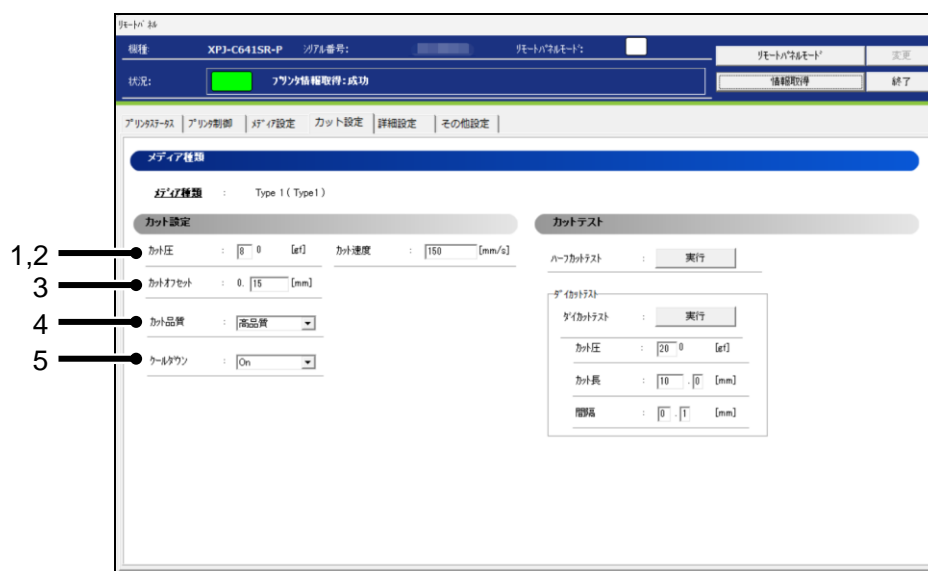 リモートパネル
機種: XPJ-C641SR-P シリアル番号: リモートパネルモード: リモートパネルモード 変更
状況: プリンタ情報取得:成功 情報取得 終了
プリンタステータス プリンタ制御 メディア設定 カット設定 詳細設定 その他設定
メディア種類
メディア種類 : Type 1 ( Type1 )
カット設定 カットテスト
1,2 カット圧 : 8 0 [gf] カット速度 : 150 [mm/s]
ハーフカットテスト : 実行
3 カットオフセット : 0. 15 [mm]
ダイカットテスト
4 カット品質 : 高品質
ダイカットテスト : 実行
カット圧 : 20 0 [gf]
5 クールダウン : On
カット長 : 10 . 0 [mm]
間隔 : 0 . 1 [mm]